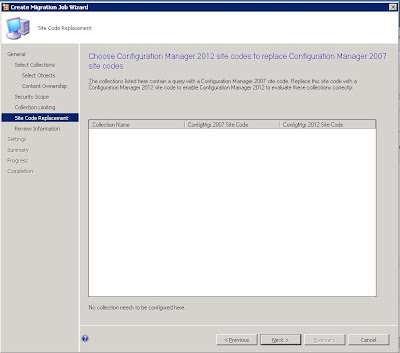 Create Migration Job Wizard
Site Code Replacement
General
Select Collections
Select Objects
Content Ownership
Security Scope
Collection Limiting
Site Code Replacement
Review Information
Settings
Summary
Progress
Completion
Choose Configuration Manager 2012 site codes to replace Configuration Manager 2007
site codes
The collections listed here contain a query with a Configuration Manager 2007 site code. Replace this site code with a
Configuration Manager 2012 site code to enable Configuration Manager 2012 to evaluate these collections correctly.
Collection Name ConfigMgr 2007 Site Code ConfigMgr 2012 Site Code
No collection needs to be configured here.
< Previous Next > Summary Cancel